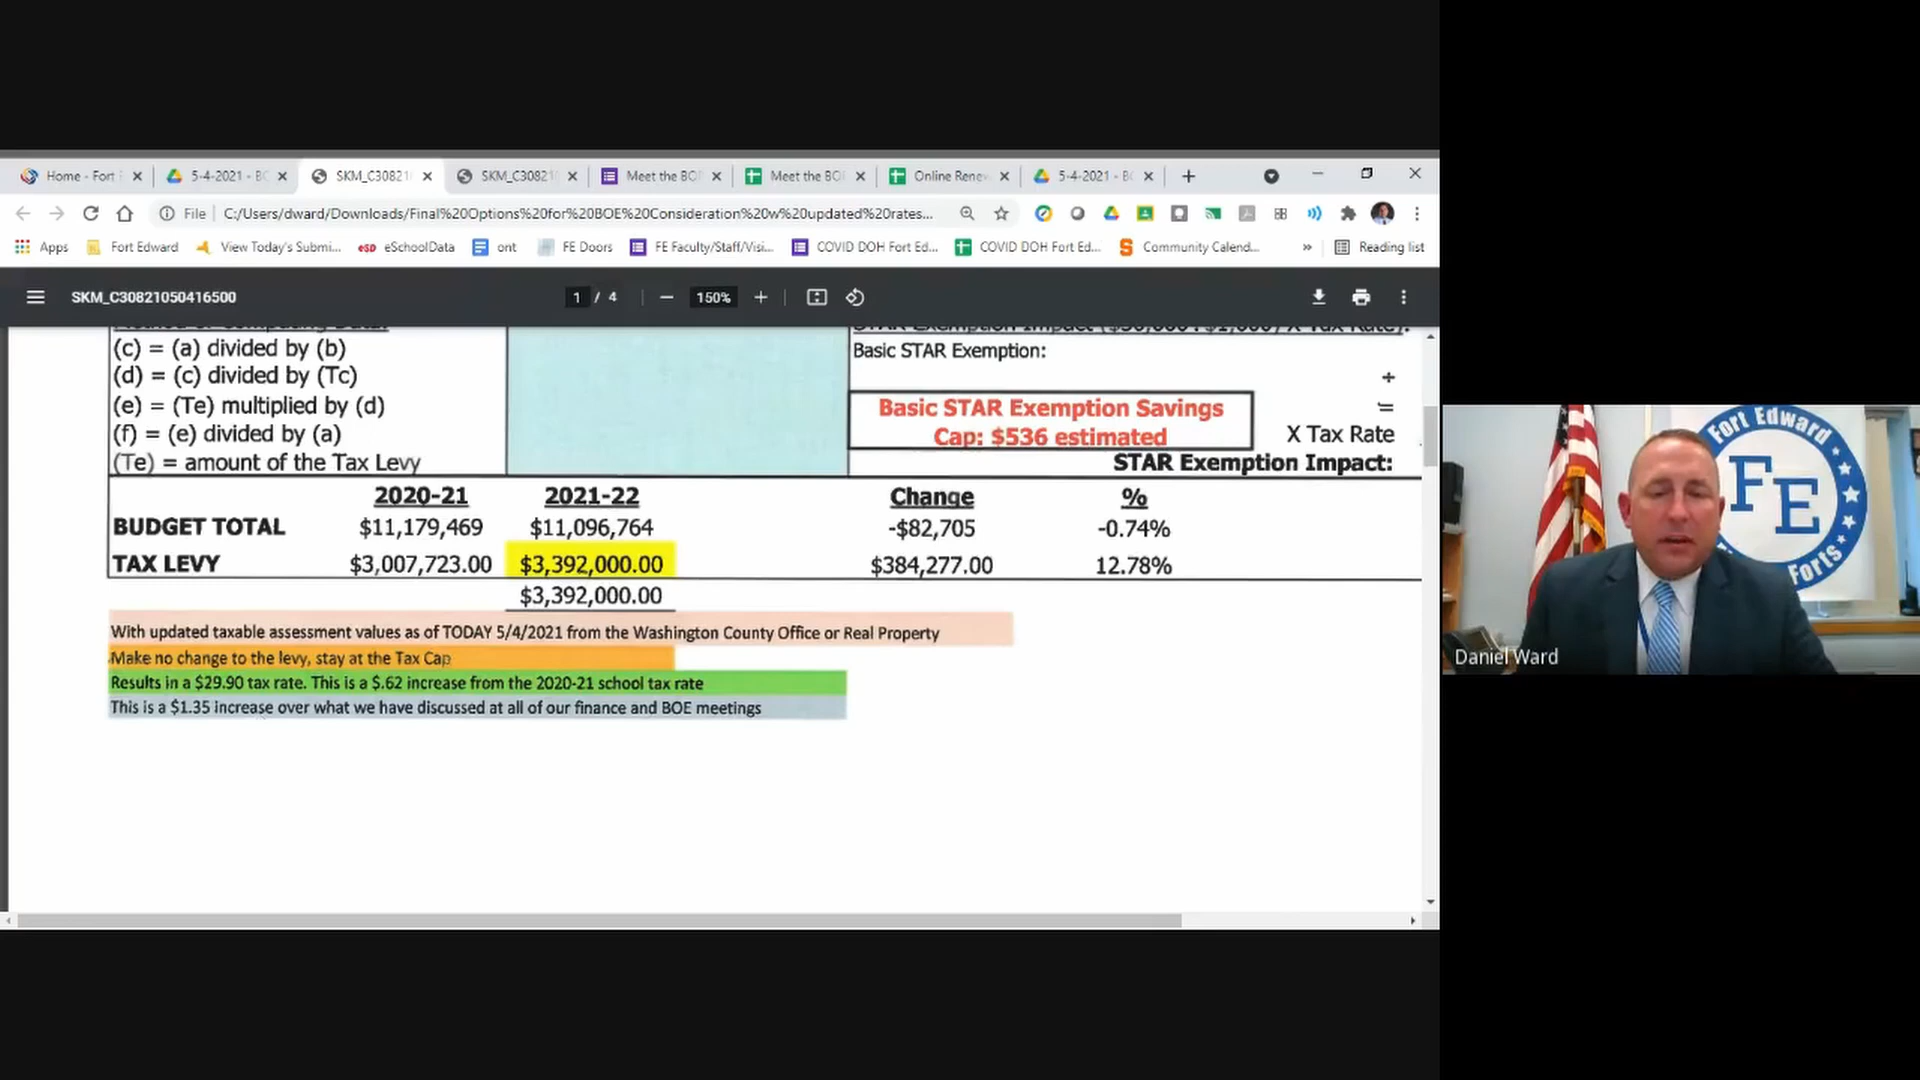 Home - Fort E
5-4-2021 - BO
SKM_C30821
SKM_C30821
Meet the BO
Meet the BO
Online Renew
5-4-2021 - B
File
C:/Users/dward/Downloads/Final%20Options%20for%20BOE%20Consideration%20w%20updated%20rates...
Apps
Fort Edward
View Today's Submi...
eSchoolData
ont
FE Doors
FE Faculty/Staff/Visi...
COVID DOH Fort Ed...
COVID DOH Fort Ed...
Community Calend...
»
Reading list
SKM_C30821050416500
1 / 4
150%
(c) = (a) divided by (b)
(d) = (c) divided by (Tc)
(e) = (Te) multiplied by (d)
(f) = (e) divided by (a)
(Te) = amount of the Tax Levy
STAR Exemption Impact ($30,000 : $1,000) X Tax Rate):
Basic STAR Exemption:
÷
=
Basic STAR Exemption Savings
Cap: $536 estimated
X Tax Rate
STAR Exemption Impact:
2020-21 2021-22 Change %
BUDGET TOTAL $11,179,469 $11,096,764 -$82,705 -0.74%
TAX LEVY $3,007,723.00 $3,392,000.00 $384,277.00 12.78%
$3,392,000.00
With updated taxable assessment values as of TODAY 5/4/2021 from the Washington County Office or Real Property
Make no change to the levy, stay at the Tax Cap
Results in a $29.90 tax rate. This is a $.62 increase from the 2020-21 school tax rate
This is a $1.35 increase over what we have discussed at all of our finance and BOE meetings
Fort Edward
FE
Forts
Daniel Ward